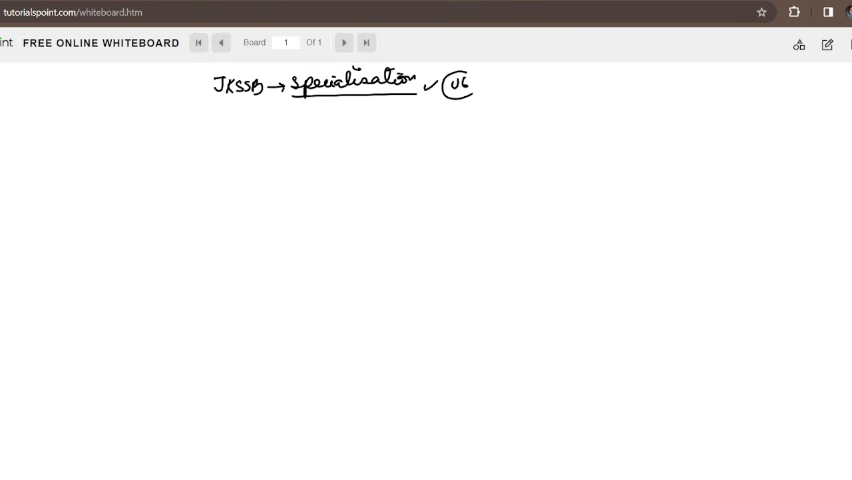 tutorialspoint.com/whiteboard.htm
int FREE ONLINE WHITEBOARD Board 1 Of 1
JKSSB → Specialisation ✓ UG